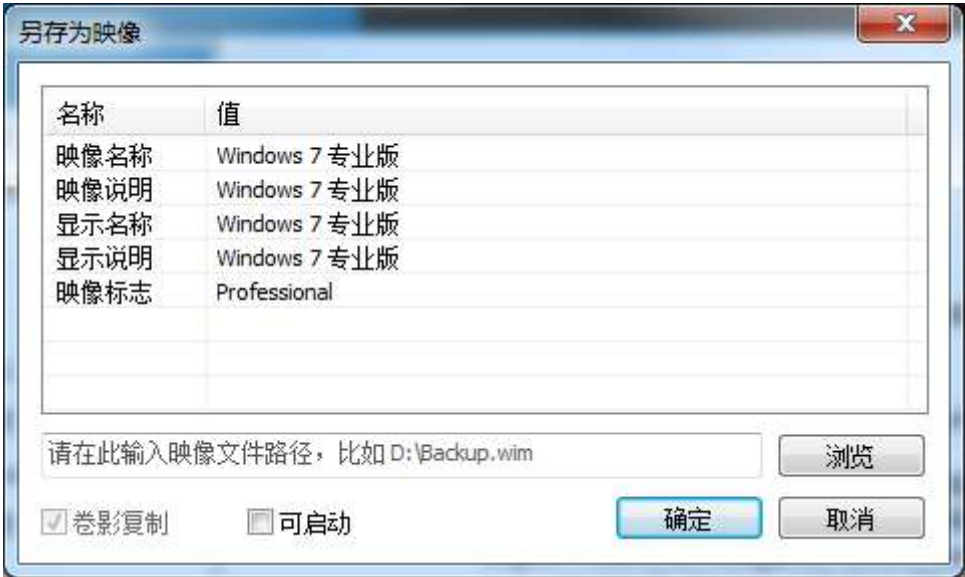 另存为映像
名称 值
映像名称 Windows 7 专业版
映像说明 Windows 7 专业版
显示名称 Windows 7 专业版
显示说明 Windows 7 专业版
映像标志 Professional
请在此输入映像文件路径，比如 D:\Backup.wim
浏览
卷影复制 可启动 确定 取消